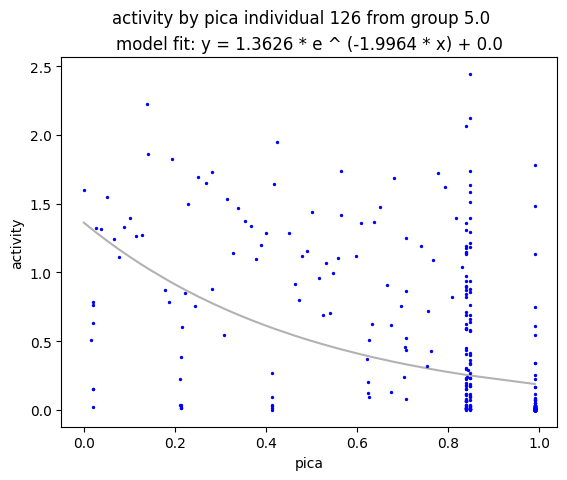 activity by pica individual 126 from group 5.0
model fit: y = 1.3626 * e ^ (-1.9964 * x) + 0.0
2.5
2.0
1.5
1.0
0.5
0.0
activity
0.0 0.2 0.4 0.6 0.8 1.0
pica